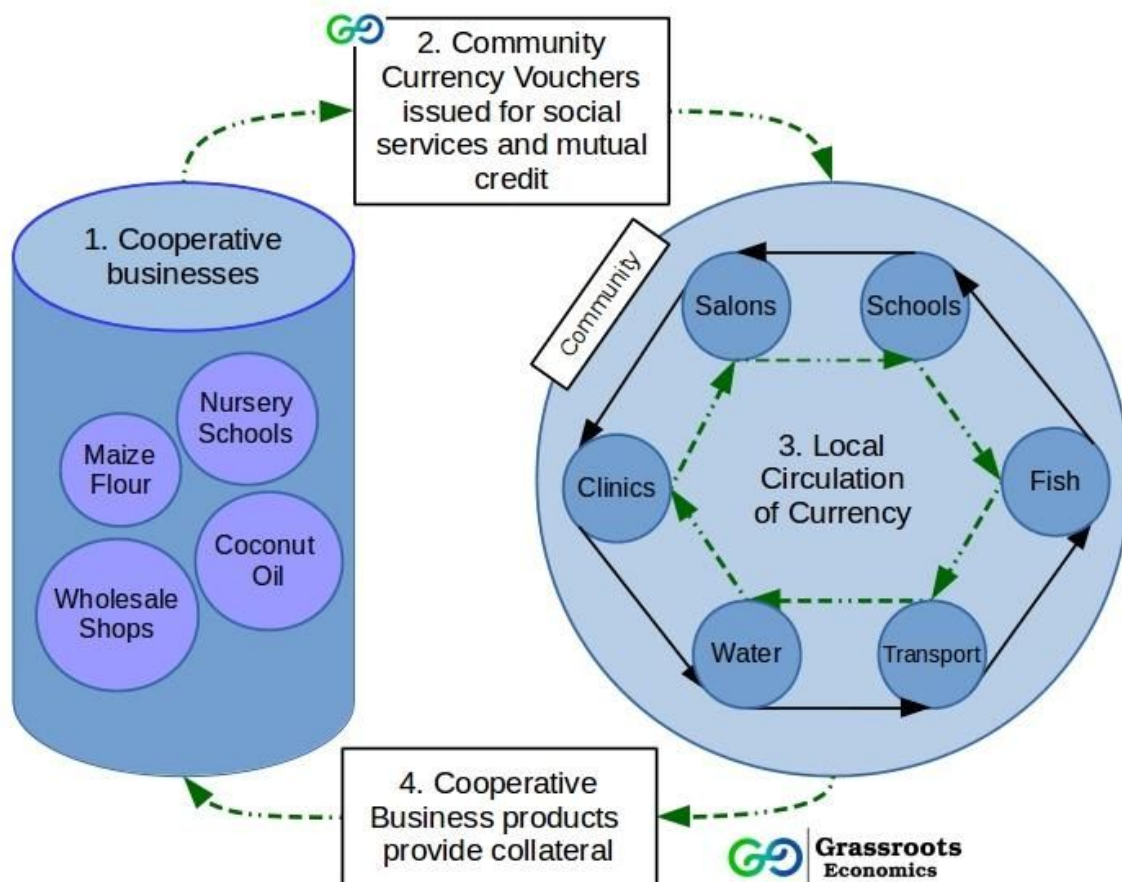 2. Community
Currency Vouchers
issued for social
services and mutual
credit
1. Cooperative
businesses
Nursery
Schools
Maize
Flour
Coconut
Oil
Wholesale
Shops
Community
Salons
Schools
Clinics
3. Local
Circulation
of Currency
Fish
Water
Transport
4. Cooperative
Business products
provide collateral
Grassroots
Economics